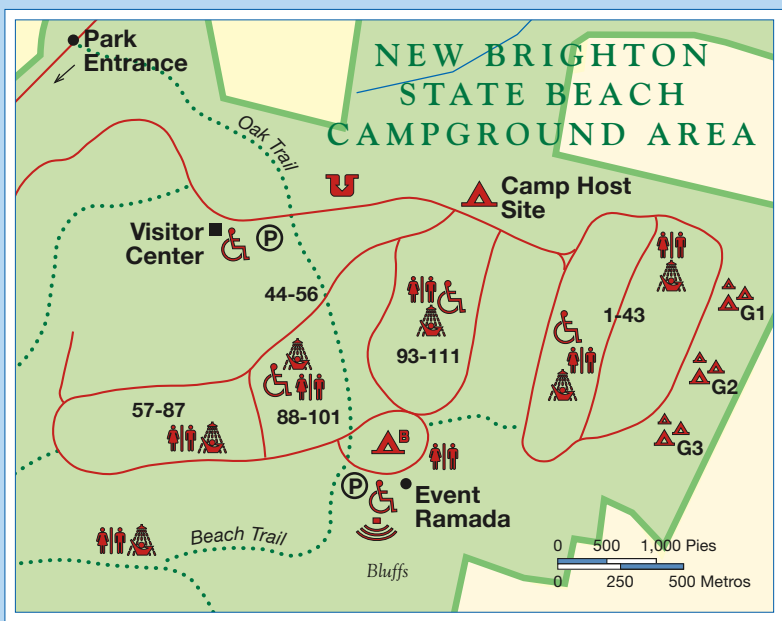 Park
Entrance
NEW BRIGHTON
STATE BEACH
CAMPGROUND AREA
Oak Trail
Camp Host
Site
Visitor
Center
P
44-56
1-43
G1
93-111
G2
57-87
88-101
B
G3
P
Event
Ramada
Beach Trail
Bluffs
0 500 1,000 Pies
0 250 500 Metros